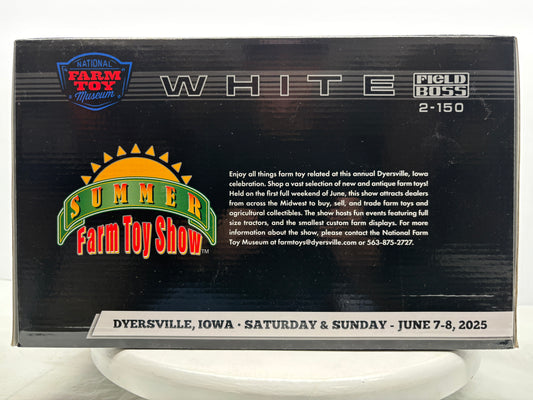 NATIONAL
FARM
TOY
Museum
WHITE
FIELD
BOSS
2-150
SUMMER
Farm Toy Show™
Enjoy all things farm toy related at this annual Dyersville, Iowa
celebration. Shop a vast selection of new and antique farm toys!
Held on the first full weekend of June, this show attracts dealers
from across the Midwest to buy, sell, and trade farm toys and
agricultural collectibles. The show hosts fun events featuring full
size tractors, and the smallest custom farm displays. For more
information about the show, please contact the National Farm
Toy Museum at farmtoys@dyersville.com or 563-875-2727.
DYERSVILLE, IOWA · SATURDAY & SUNDAY - JUNE 7-8, 2025